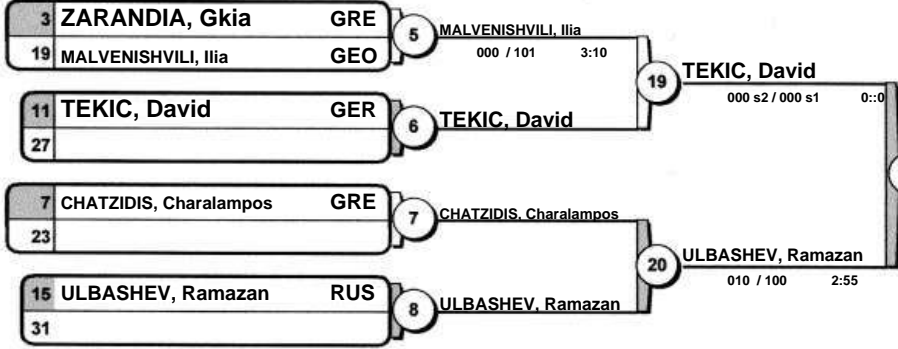 3 ZARANDIA, Gkia GRE
19 MALVENISHVILI, Ilia GEO
5
MALVENISHVILI, Ilia
000 / 101 3:10
11 TEKIC, David GER
27
6
TEKIC, David
19
TEKIC, David
000 s2 / 000 s1 0::0
7 CHATZIDIS, Charalampos GRE
23
7
CHATZIDIS, Charalampos
15 ULBASHEV, Ramazan RUS
31
8
ULBASHEV, Ramazan
20
ULBASHEV, Ramazan
010 / 100 2:55